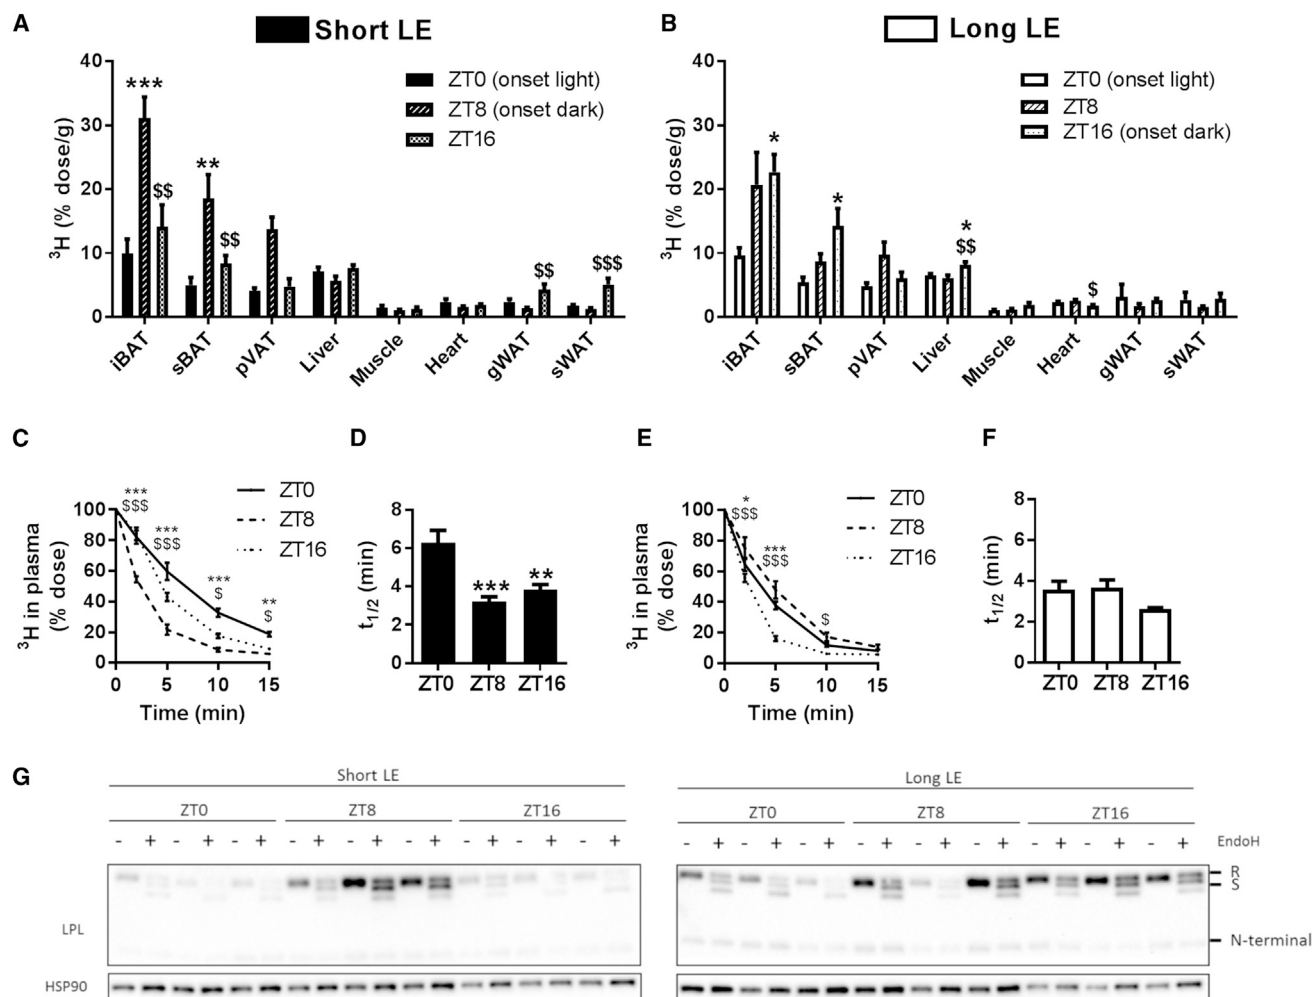 A
Short LE
ZT0 (onset light)
ZT8 (onset dark)
ZT16
³H (% dose/g)
40
30
20
10
0
***
$$
**
$$
$$
$$$
iBAT
sBAT
pVAT
Liver
Muscle
Heart
gWAT
sWAT
B
Long LE
ZT0 (onset light)
ZT8
ZT16 (onset dark)
³H (% dose/g)
40
30
20
10
0
*
*
*
$$
$
iBAT
sBAT
pVAT
Liver
Muscle
Heart
gWAT
sWAT
C
³H in plasma
(% dose)
100
80
60
40
20
0
***
$$$
***
$$$
***
$
**
$
ZT0
ZT8
ZT16
0 5 10 15
Time (min)
D
t1/2 (min)
8
6
4
2
0
***
**
ZT0 ZT8 ZT16
E
³H in plasma
(% dose)
100
80
60
40
20
0
*
$$$
***
$$$
$
ZT0
ZT8
ZT16
0 5 10 15
Time (min)
F
t1/2 (min)
8
6
4
2
0
ZT0 ZT8 ZT16
G
Short LE
ZT0 ZT8 ZT16
- + - + - + - + - + - + - + - + - +
LPL
HSP90
Long LE
ZT0 ZT8 ZT16
- + - + - + - + - + - + - + - + - +
EndoH
R
S
N-terminal